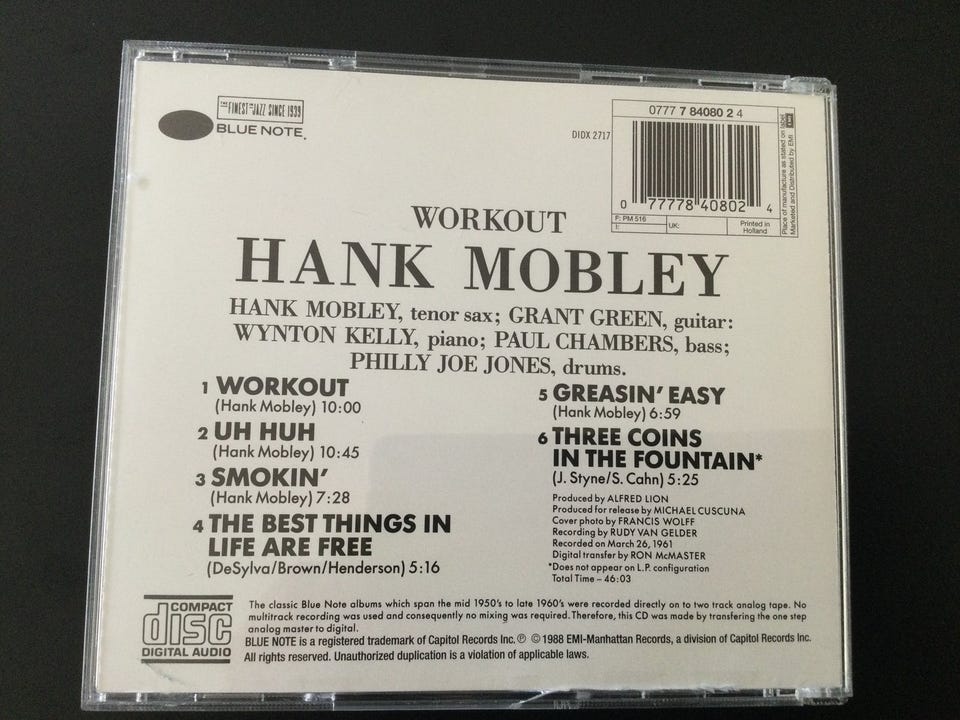 THE FINEST IN JAZZ SINCE 1939
BLUE NOTE®
DIDX 2717
0777 7 84080 2 4
0 77778 40802 4
F: PM 516
I:
UK:
Printed in
Holland
Place of manufacture as stated on label
Marketed and Distributed by EMI
EMI
WORKOUT
HANK MOBLEY
HANK MOBLEY, tenor sax; GRANT GREEN, guitar:
WYNTON KELLY, piano; PAUL CHAMBERS, bass;
PHILLY JOE JONES, drums.
1 WORKOUT
(Hank Mobley) 10:00
2 UH HUH
(Hank Mobley) 10:45
3 SMOKIN'
(Hank Mobley) 7:28
4 THE BEST THINGS IN
LIFE ARE FREE
(DeSylva/Brown/Henderson) 5:16
5 GREASIN' EASY
(Hank Mobley) 6:59
6 THREE COINS
IN THE FOUNTAIN*
(J. Styne/S. Cahn) 5:25
Produced by ALFRED LION
Produced for release by MICHAEL CUSCUNA
Cover photo by FRANCIS WOLFF
Recording by RUDY VAN GELDER
Recorded on March 26, 1961
Digital transfer by RON McMASTER
*Does not appear on L.P. configuration
Total Time – 46:03
COMPACT
disc
DIGITAL AUDIO
The classic Blue Note albums which span the mid 1950's to late 1960's were recorded directly on to two track analog tape. No
multitrack recording was used and consequently no mixing was required. Therefore, this CD was made by transfering the one step
analog master to digital.
BLUE NOTE is a registered trademark of Capitol Records Inc. ℗ © 1988 EMI-Manhattan Records, a division of Capitol Records Inc.
All rights reserved. Unauthorized duplication is a violation of applicable laws.